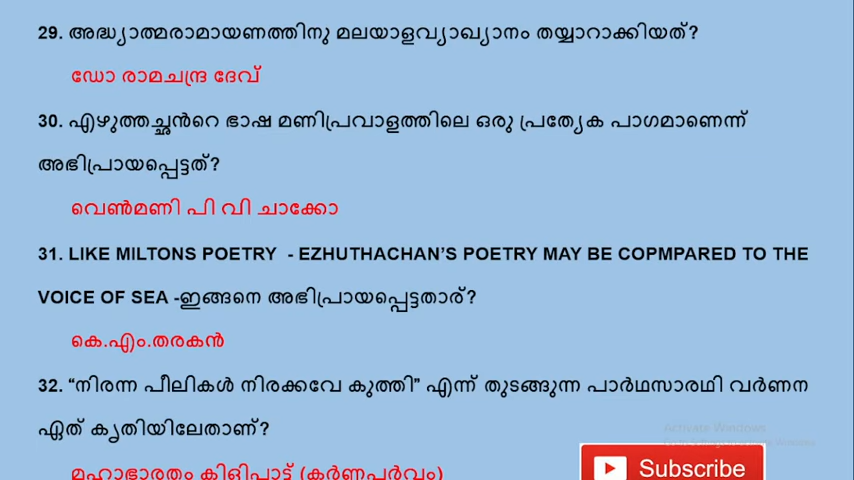 29. അദ്ധ്യാത്മരാമായണത്തിനു മലയാളവ്യാഖ്യാനം തയ്യാറാക്കിയത്?
ഡോ രാമചന്ദ്ര ദേവ്
30. എഴുത്തച്ഛൻറെ ഭാഷ മണിപ്രവാളത്തിലെ ഒരു പ്രത്യേക പാഗമാണെന്ന്
അഭിപ്രായപ്പെട്ടത്?
വെൺമണി പി വി ചാക്കോ
31. LIKE MILTONS POETRY - EZHUTHACHAN'S POETRY MAY BE COPMPARED TO THE
VOICE OF SEA -ഇങ്ങനെ അഭിപ്രായപ്പെട്ടതാര്?
കെ.എം.തരകൻ
32. “നിരന്ന പീലികൾ നിരക്കവേ കുത്തി” എന്ന് തുടങ്ങുന്ന പാർഥസാരഥി വർണന
ഏത് കൃതിയിലേതാണ്?
മഹാഭാരതം കിളിപ്പാട്ട് (കർണപർവം)
Activate Windows
Subscribe